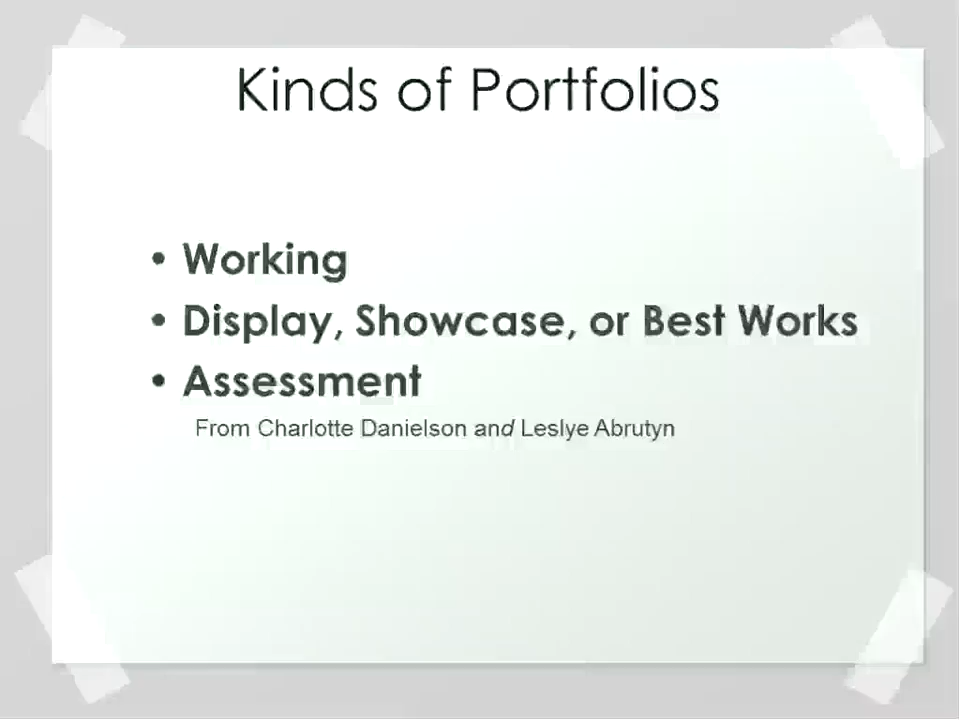 Kinds of Portfolios
• Working
• Display, Showcase, or Best Works
• Assessment
From Charlotte Danielson and Leslye Abrutyn